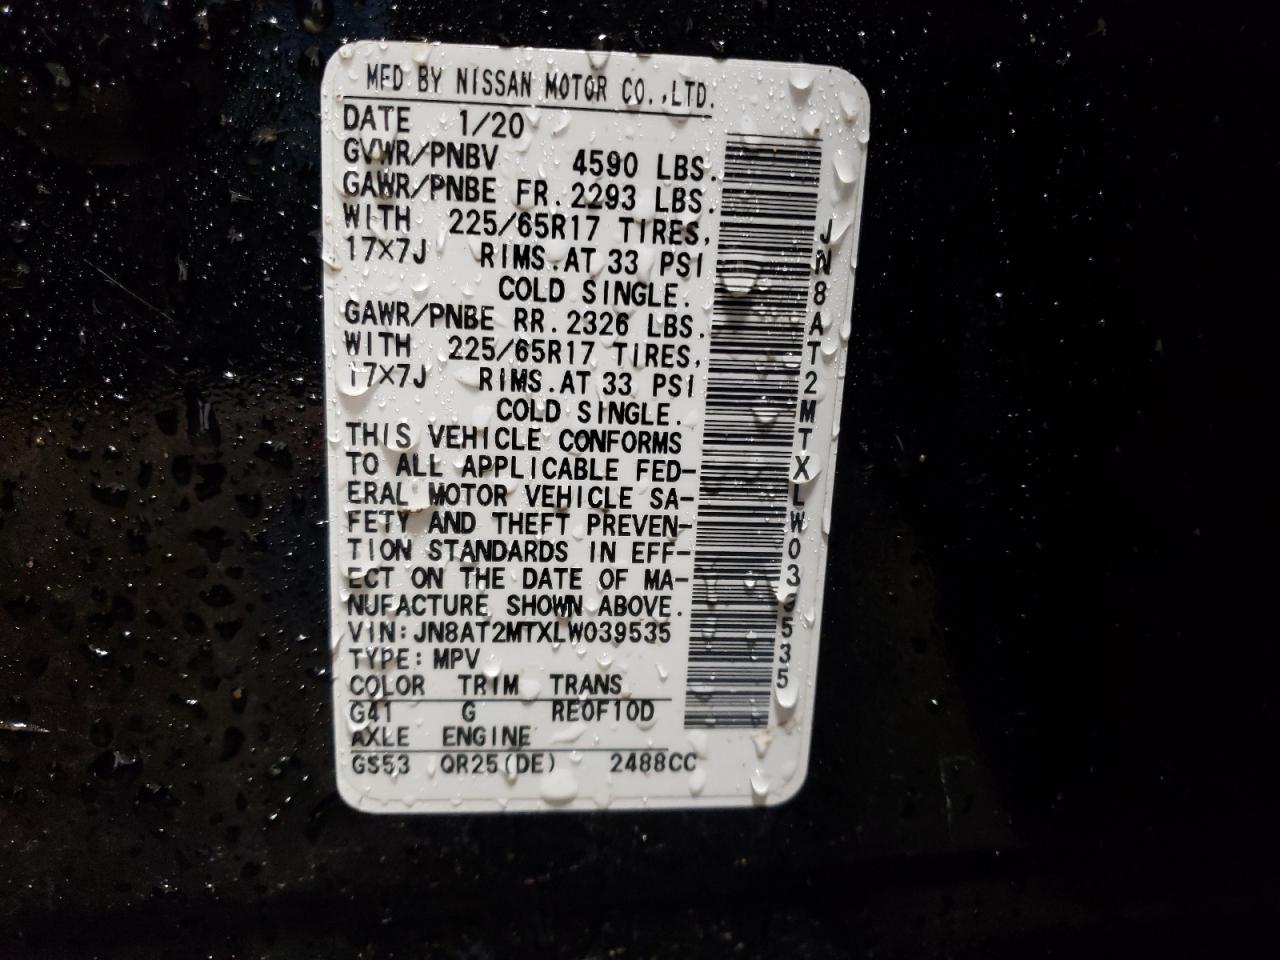 MFD BY NISSAN MOTOR CO.,LTD.
DATE 1/20
GVWR/PNBV 4590 LBS.
GAWR/PNBE FR. 2293 LBS.
WITH 225/65R17 TIRES,
17X7J RIMS.AT 33 PSI
COLD SINGLE.
GAWR/PNBE RR. 2326 LBS.
WITH 225/65R17 TIRES,
17X7J RIMS.AT 33 PSI
COLD SINGLE.
THIS VEHICLE CONFORMS
TO ALL APPLICABLE FED-
ERAL MOTOR VEHICLE SA-
FETY AND THEFT PREVEN-
TION STANDARDS IN EFF-
ECT ON THE DATE OF MA-
NUFACTURE SHOWN ABOVE.
VIN:JN8AT2MTXLW039535
TYPE:MPV
COLOR TRIM TRANS
G41 G RE0F10D
AXLE ENGINE
GS53 QR25(DE) 2488CC
JN8AT2MTXLW039535